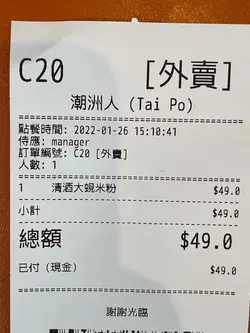 C20 [外賣]
潮洲人 (Tai Po)
點餐時間: 2022-01-26 15:10:41
侍應: manager
訂單編號: C20 [外賣]
人數: 1
1 清酒大蜆米粉 $49.0
小計 $49.0
總額 $49.0
已付 (現金) $49.0
謝謝光臨